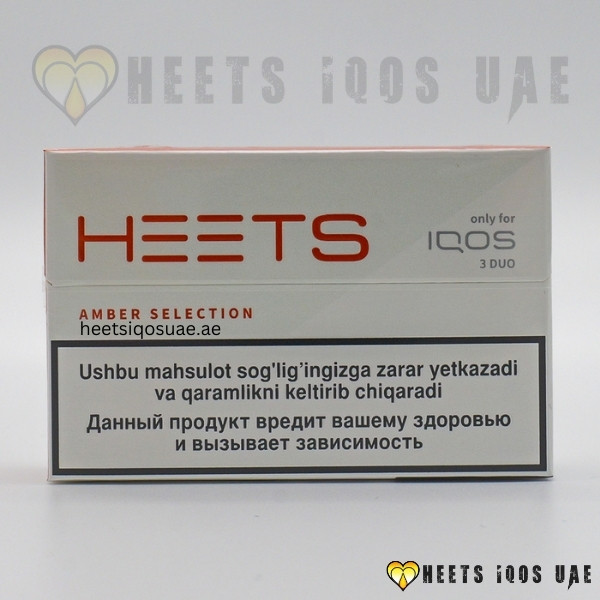 HEETS iQOS UAE
HEETS
only for
IQOS
3 DUO
AMBER SELECTION
heetsiqosuae.ae
Ushbu mahsulot sog'lig’ingizga zarar yetkazadi
va qaramlikni keltirib chiqaradi
Данный продукт вредит вашему здоровью
и вызывает зависимость
HEETS iQOS UAE